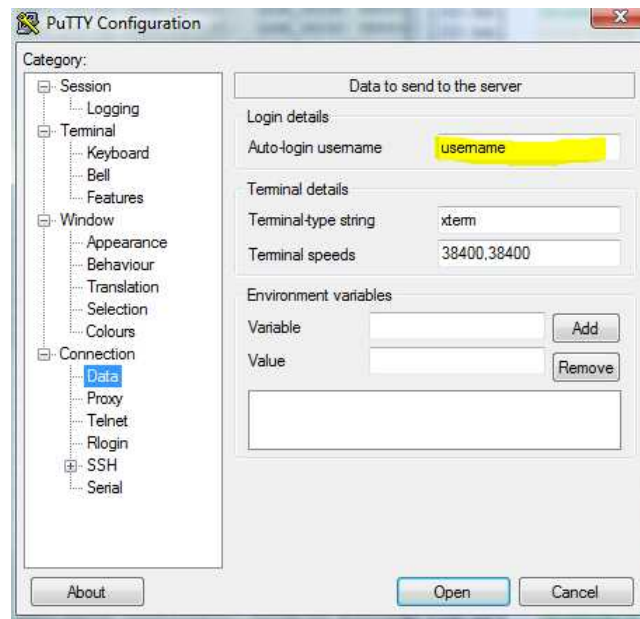 PuTTY Configuration
Category:
Session
Logging
Terminal
Keyboard
Bell
Features
Window
Appearance
Behaviour
Translation
Selection
Colours
Connection
Data
Proxy
Telnet
Rlogin
SSH
Serial
Data to send to the server
Login details
Auto-login username username
Terminal details
Terminal-type string xterm
Terminal speeds 38400,38400
Environment variables
Variable Add
Value Remove
About Open Cancel